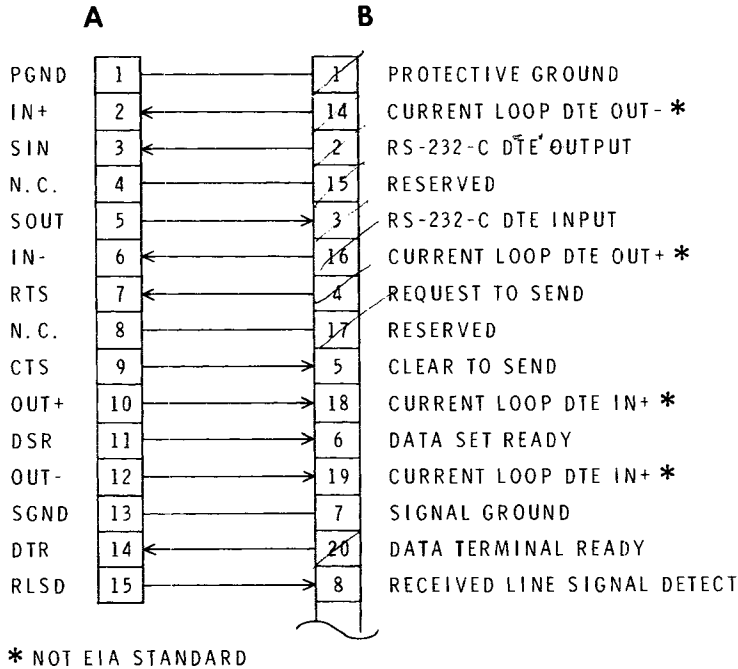 A B
PGND 1 1 PROTECTIVE GROUND
IN+ 2 14 CURRENT LOOP DTE OUT- *
SIN 3 2 RS-232-C DTE OUTPUT
N.C. 4 15 RESERVED
SOUT 5 3 RS-232-C DTE INPUT
IN- 6 16 CURRENT LOOP DTE OUT+ *
RTS 7 4 REQUEST TO SEND
N.C. 8 17 RESERVED
CTS 9 5 CLEAR TO SEND
OUT+ 10 18 CURRENT LOOP DTE IN+ *
DSR 11 6 DATA SET READY
OUT- 12 19 CURRENT LOOP DTE IN+ *
SGND 13 7 SIGNAL GROUND
DTR 14 20 DATA TERMINAL READY
RLSD 15 8 RECEIVED LINE SIGNAL DETECT
* NOT EIA STANDARD